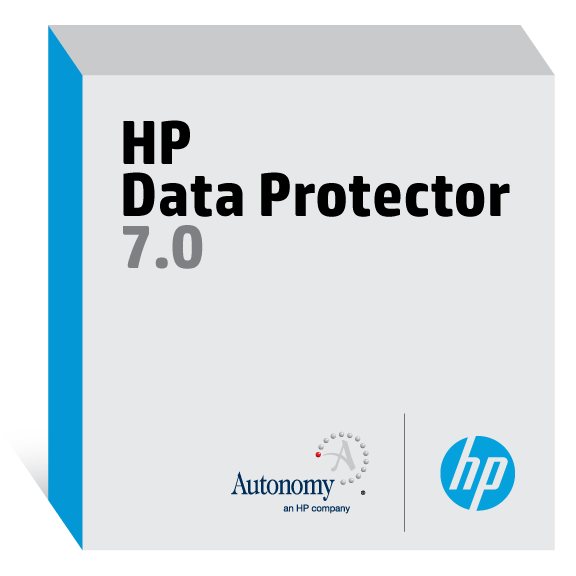 HP
Data Protector
7.0
A
Autonomy
an HP company
hp